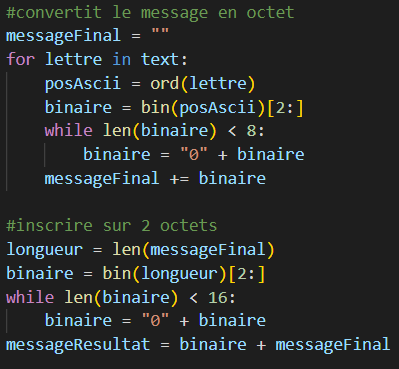 #convertit le message en octet
messageFinal = ""
for lettre in text:
    posAscii = ord(lettre)
    binaire = bin(posAscii)[2:]
    while len(binaire) < 8:
        binaire = "0" + binaire
    messageFinal += binaire

#inscrire sur 2 octets
longueur = len(messageFinal)
binaire = bin(longueur)[2:]
while len(binaire) < 16:
    binaire = "0" + binaire
messageResultat = binaire + messageFinal